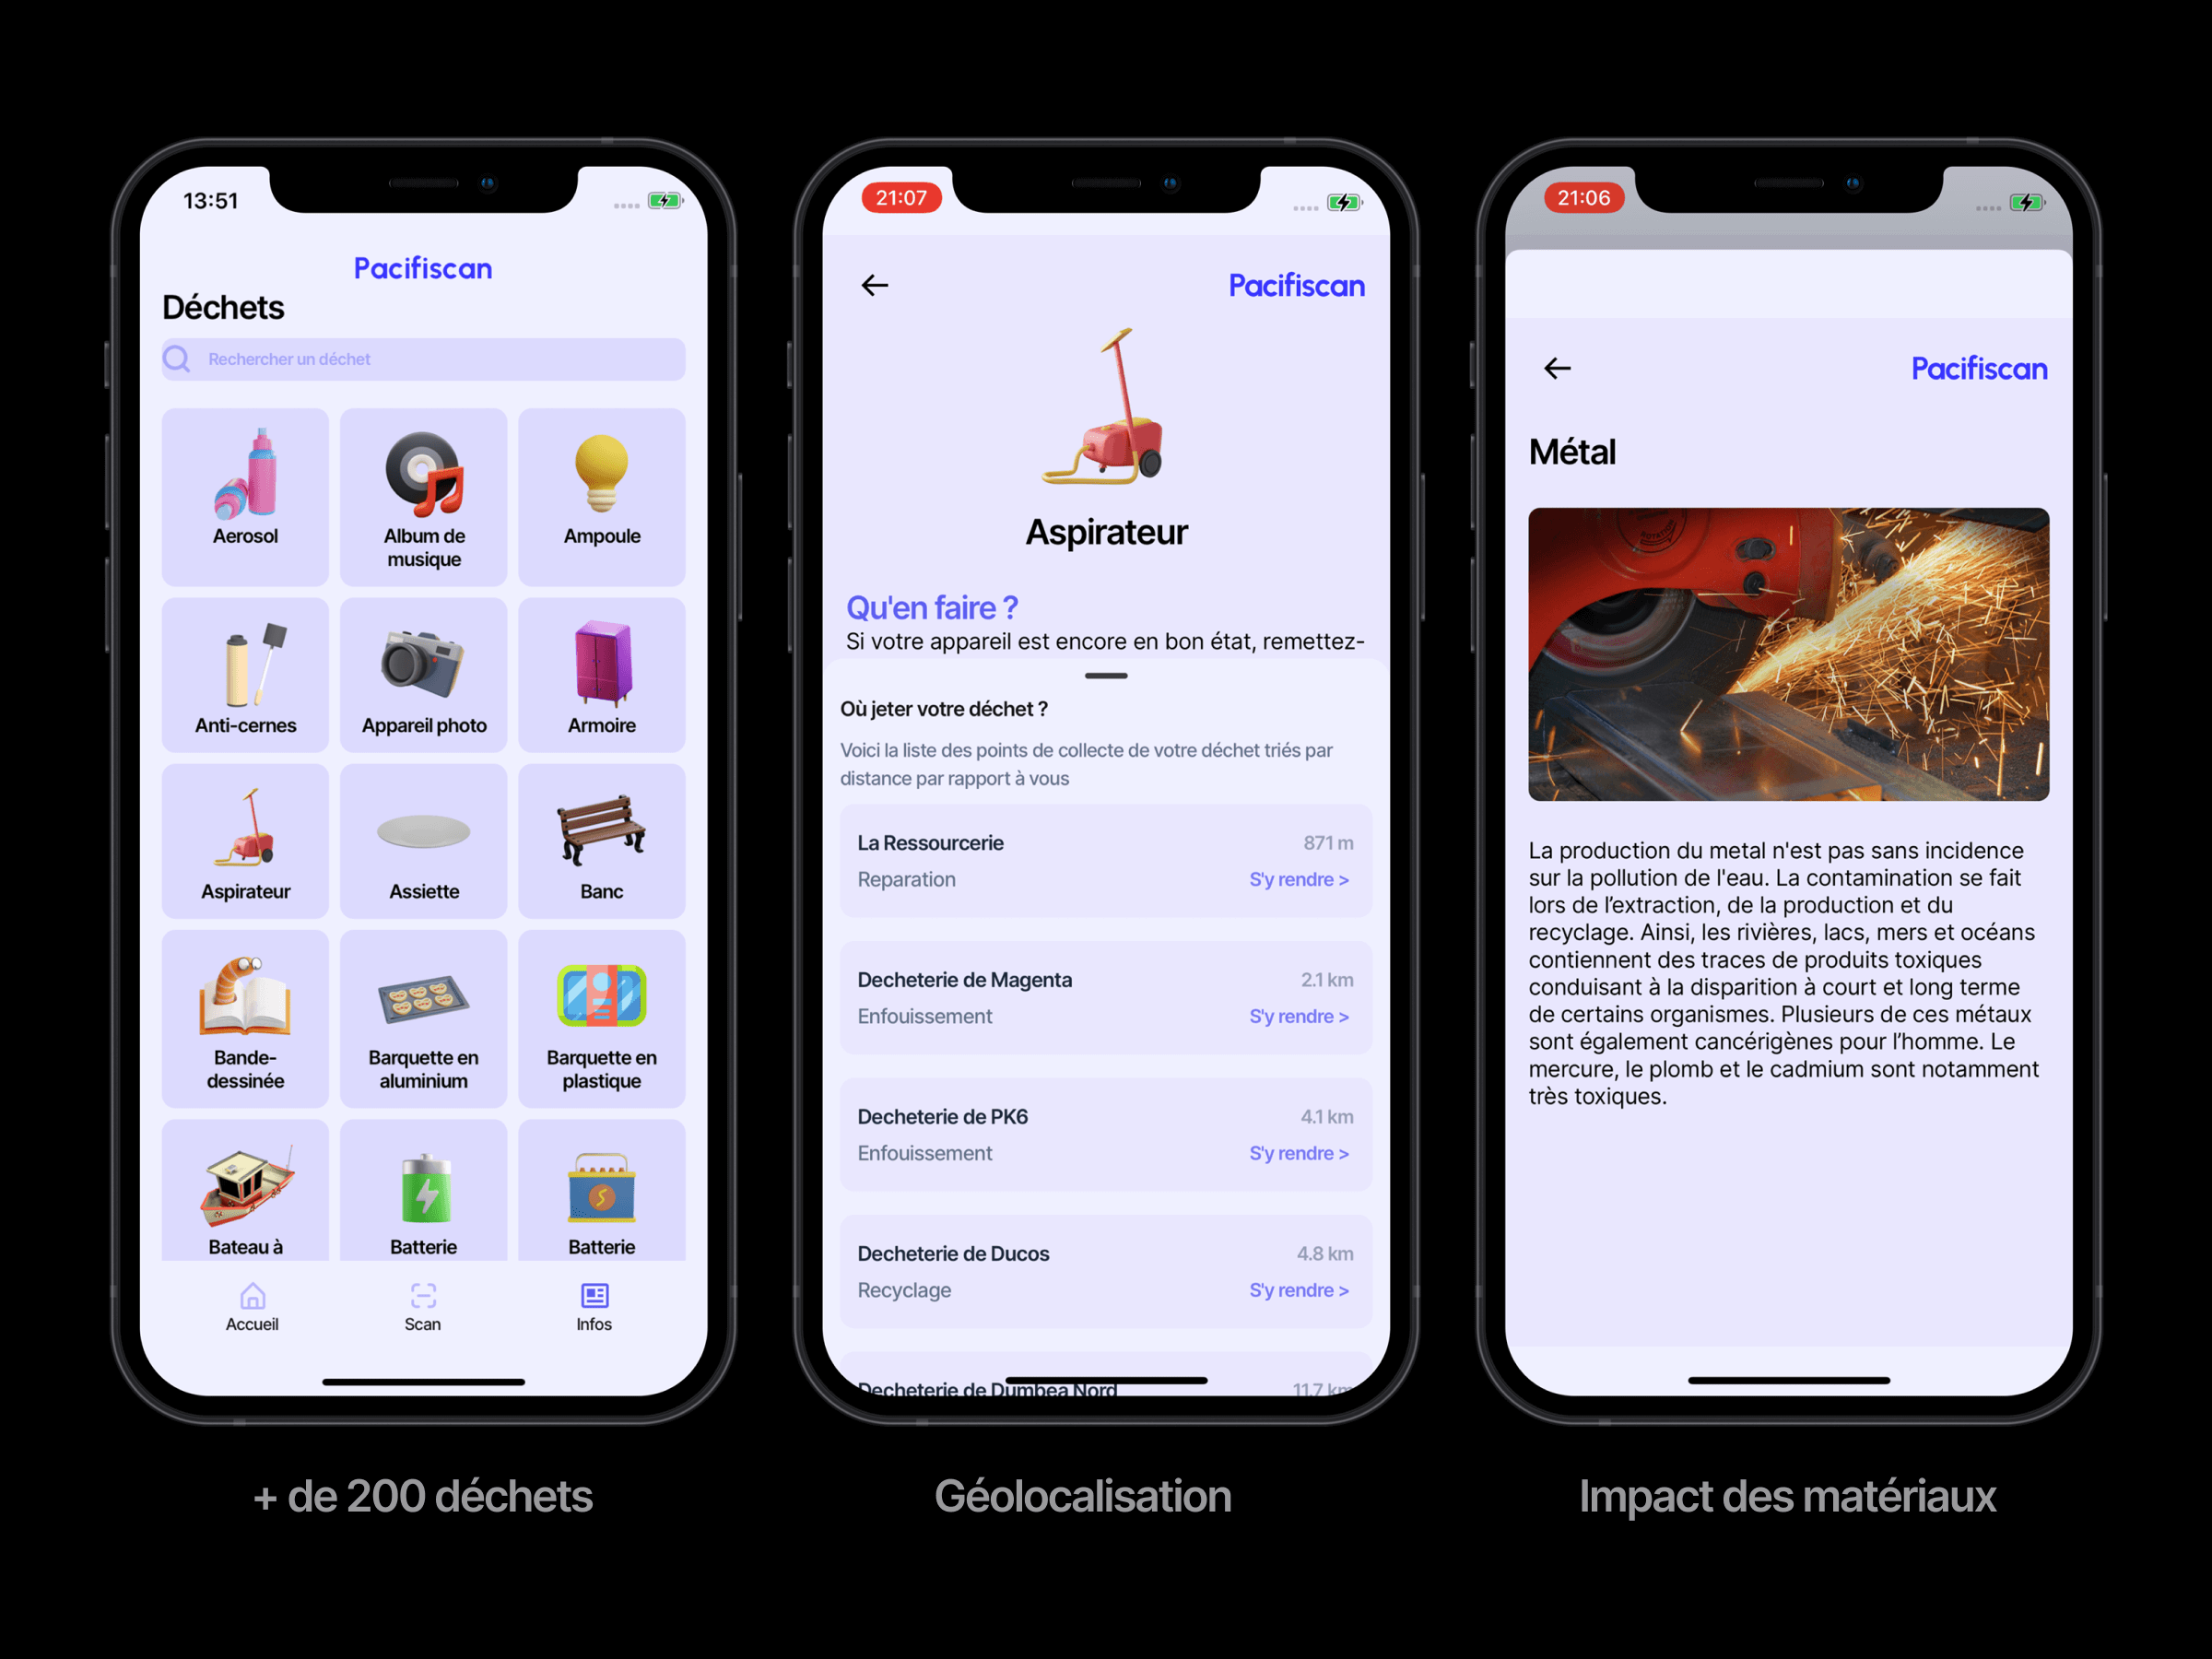 13:51
Pacifiscan
Déchets
Rechercher un déchet
Aerosol
Album de
musique
Ampoule
Anti-cernes
Appareil photo
Armoire
Aspirateur
Assiette
Banc
Bande-
dessinée
Barquette en
aluminium
Barquette en
plastique
Bateau à
Batterie
Batterie
Accueil
Scan
Infos
+ de 200 déchets
21:07
Pacifiscan
Aspirateur
Qu'en faire ?
Si votre appareil est encore en bon état, remettez-
Où jeter votre déchet ?
Voici la liste des points de collecte de votre déchet triés par
distance par rapport à vous
La Ressourcerie 871 m
Reparation S'y rendre >
Decheterie de Magenta 2.1 km
Enfouissement S'y rendre >
Decheterie de PK6 4.1 km
Enfouissement S'y rendre >
Decheterie de Ducos 4.8 km
Recyclage S'y rendre >
Decheterie de Dumbea Nord 11.7 km
Géolocalisation
21:06
Pacifiscan
Métal
ROTATION
La production du metal n'est pas sans incidence
sur la pollution de l'eau. La contamination se fait
lors de l’extraction, de la production et du
recyclage. Ainsi, les rivières, lacs, mers et océans
contiennent des traces de produits toxiques
conduisant à la disparition à court et long terme
de certains organismes. Plusieurs de ces métaux
sont également cancérigènes pour l’homme. Le
mercure, le plomb et le cadmium sont notamment
très toxiques.
Impact des matériaux